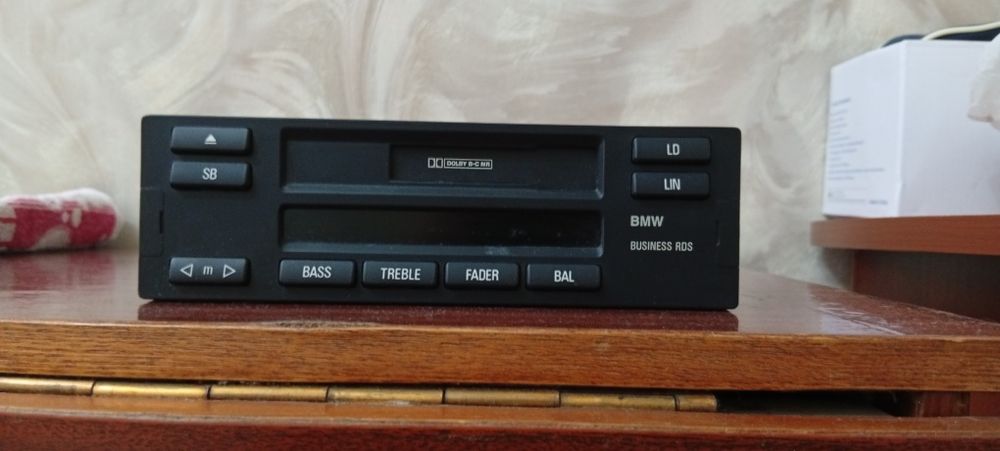 SB
DOLBY B-C NR
LD
LIN
BMW
BUSINESS RDS
m
BASS
TREBLE
FADER
BAL